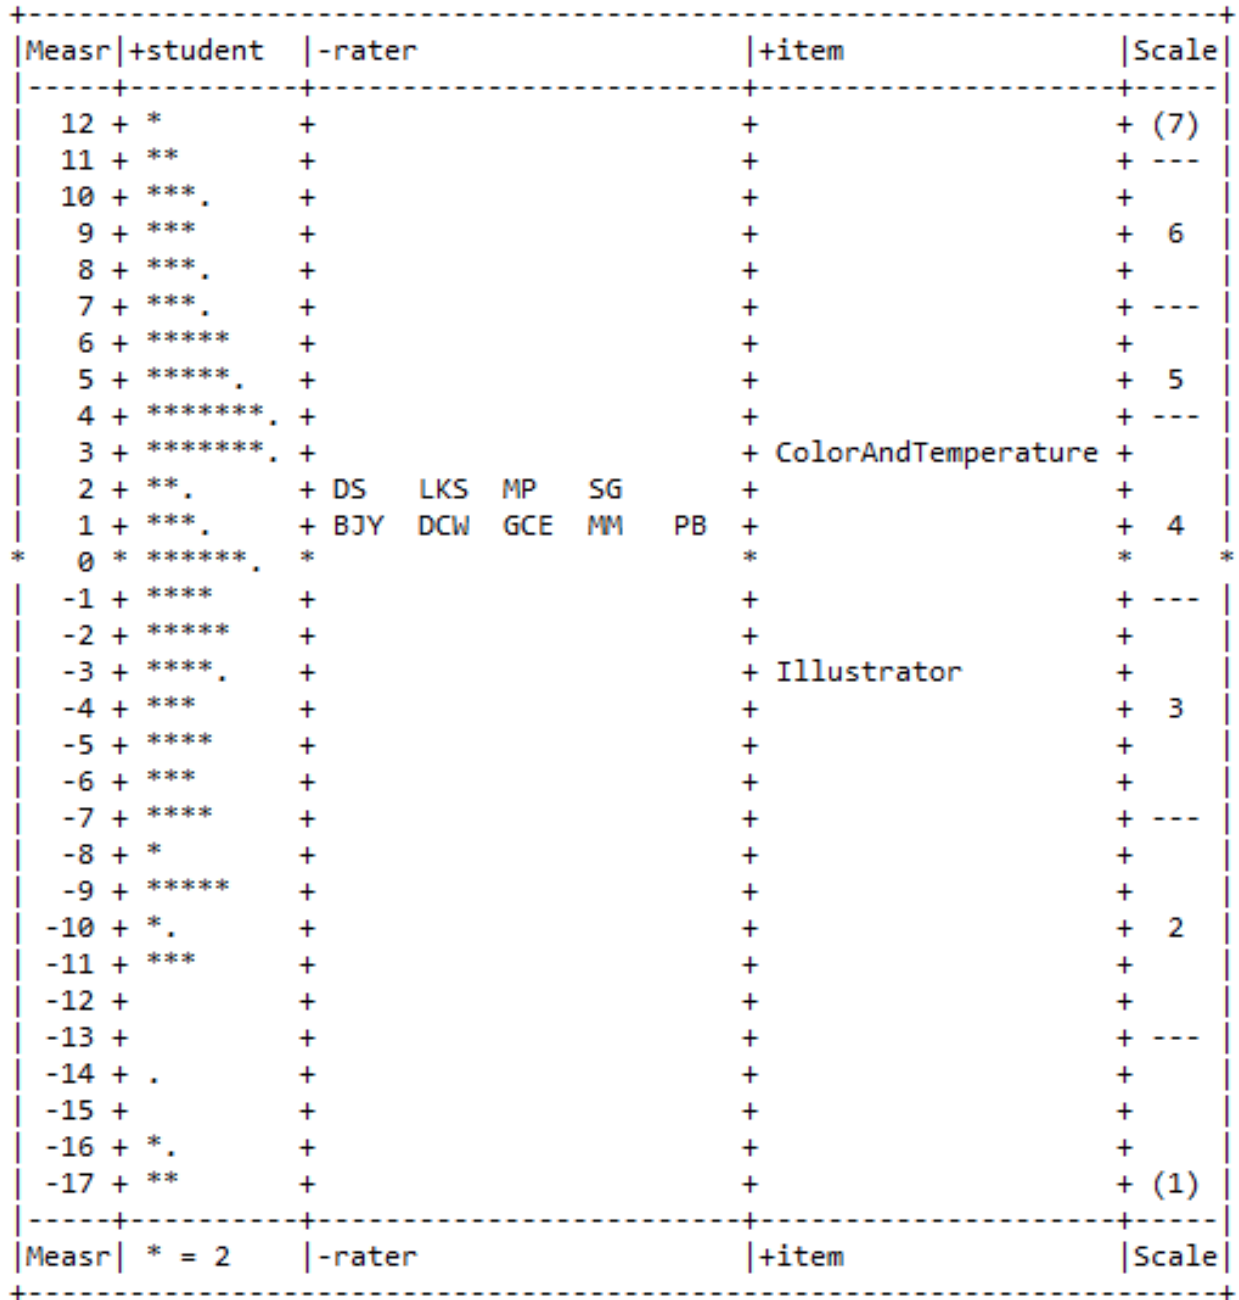 +-----------------------------------------------------------------------+
|Measr|+student  |-rater                   |+item                |Scale|
|-----+----------+-------------------------+---------------------+-----|
|  12 + *        +                         +                     + (7) |
|  11 + **       +                         +                     + --- |
|  10 + ***.     +                         +                     +     |
|   9 + ***      +                         +                     +  6  |
|   8 + ***.     +                         +                     +     |
|   7 + ***.     +                         +                     + --- |
|   6 + *****    +                         +                     +     |
|   5 + *****.   +                         +                     +  5  |
|   4 + *******. +                         +                     + --- |
|   3 + *******. +                         + ColorAndTemperature +     |
|   2 + **.      + DS   LKS  MP   SG       +                     +     |
|   1 + ***.     + BJY  DCW  GCE  MM   PB  +                     +  4  |
*   0 * ******.  *                         *                     *     *
|  -1 + ****     +                         +                     + --- |
|  -2 + *****    +                         +                     +     |
|  -3 + ****.    +                         + Illustrator         +     |
|  -4 + ***      +                         +                     +  3  |
|  -5 + ****     +                         +                     +     |
|  -6 + ***      +                         +                     +     |
|  -7 + ****     +                         +                     + --- |
|  -8 + *        +                         +                     +     |
|  -9 + *****    +                         +                     +     |
| -10 + *.       +                         +                     +  2  |
| -11 + ***      +                         +                     +     |
| -12 +          +                         +                     +     |
| -13 +          +                         +                     + --- |
| -14 + .        +                         +                     +     |
| -15 +          +                         +                     +     |
| -16 + *.       +                         +                     +     |
| -17 + **       +                         +                     + (1) |
|-----+----------+-------------------------+---------------------+-----|
|Measr| * = 2    |-rater                   |+item                |Scale|
+-----------------------------------------------------------------------+